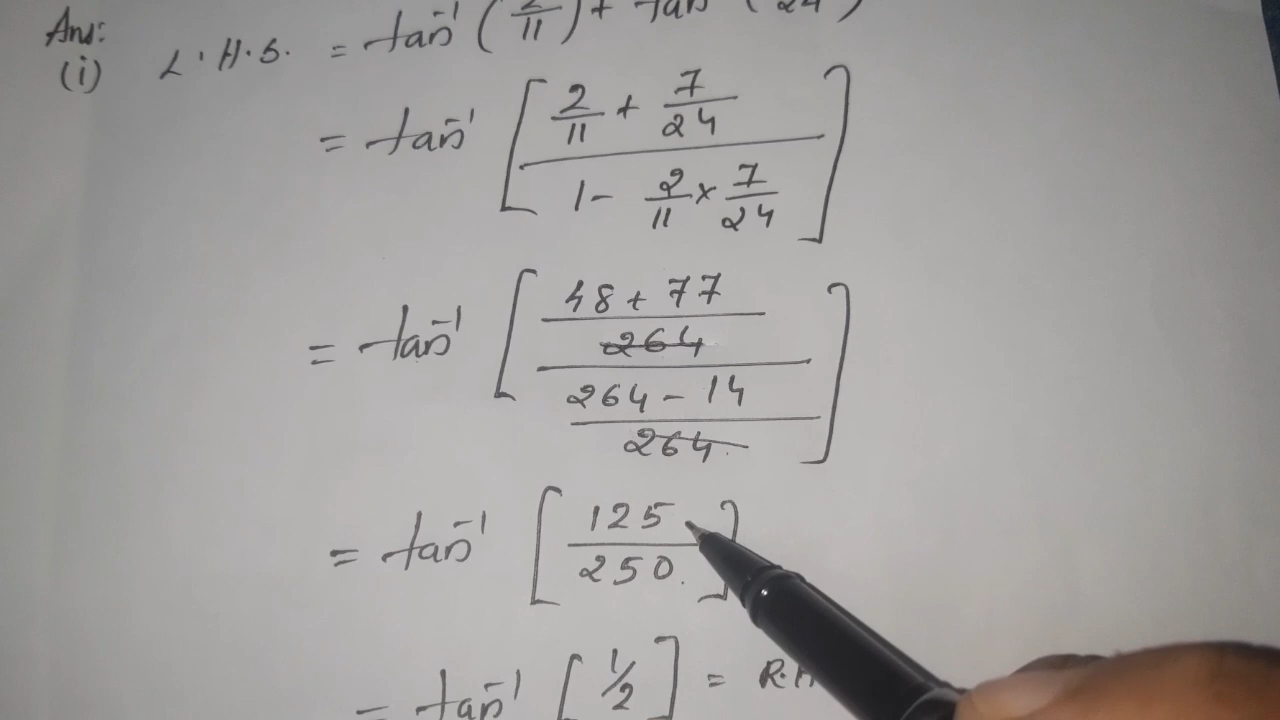 Ans:
(i) L.H.S. = tan⁻¹ (2/11) + tan⁻¹ (7/24)
= tan⁻¹ [ (2/11 + 7/24) / (1 - 2/11 × 7/24) ]
= tan⁻¹ [ ((48 + 77) / 264) / ((264 - 14) / 264) ]
= tan⁻¹ [ 125 / 250 ]
= tan⁻¹ [ 1/2 ] = R.H